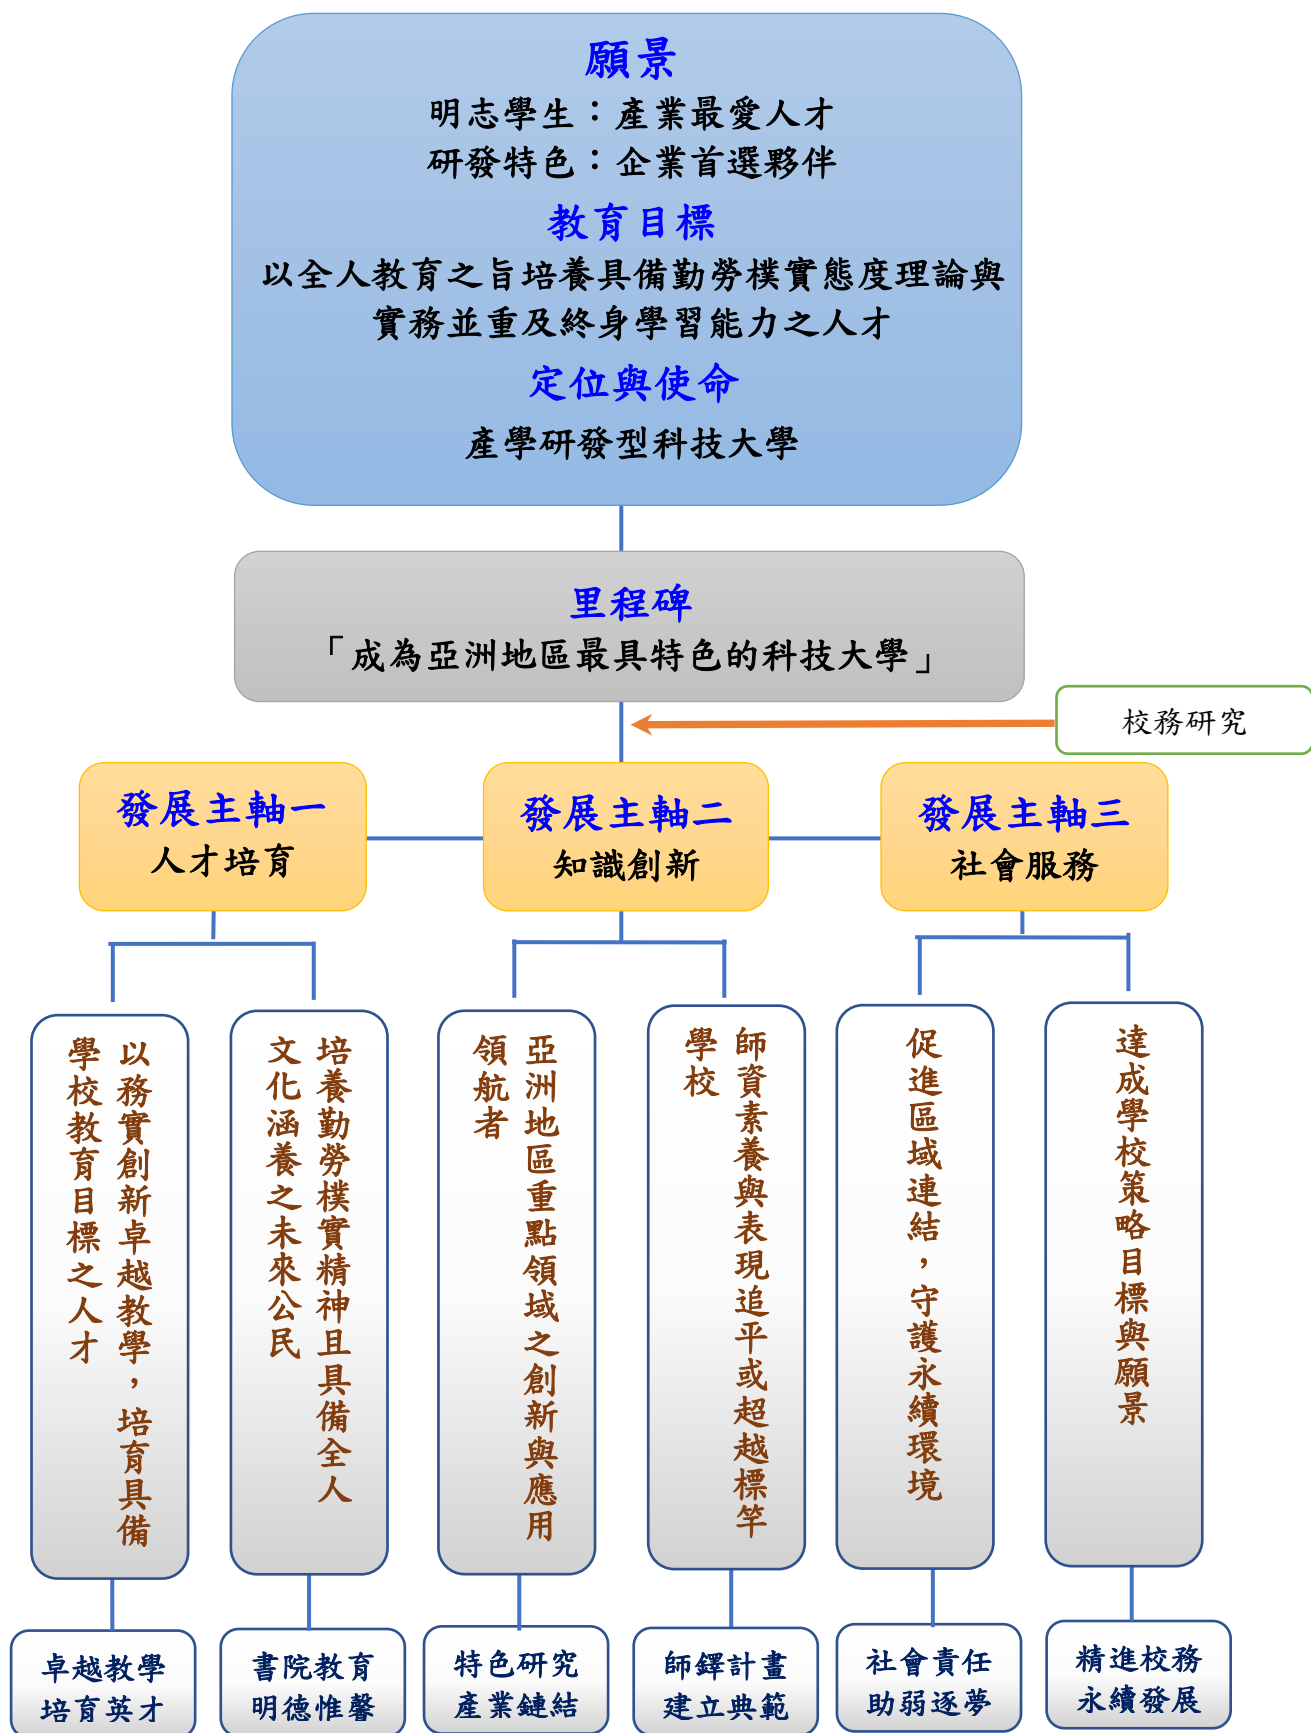 願景
明志學生：產業最愛人才
研發特色：企業首選夥伴
教育目標
以全人教育之旨培養具備勤勞樸實態度理論與
實務並重及終身學習能力之人才
定位與使命
產學研發型科技大學
里程碑
「成為亞洲地區最具特色的科技大學」
校務研究
發展主軸一
人才培育
發展主軸二
知識創新
發展主軸三
社會服務
以務實創新卓越教學，培育具備
學校教育目標之人才
培養勤勞樸實精神且具備全人
文化涵養之未來公民
亞洲地區重點領域之創新與應用
領航者
師資素養與表現追平或超越標竿
學校
促進區域連結，守護永續環境
達成學校策略目標與願景
卓越教學
培育英才
書院教育
明德惟馨
特色研究
產業鏈結
師鐸計畫
建立典範
社會責任
助弱逐夢
精進校務
永續發展